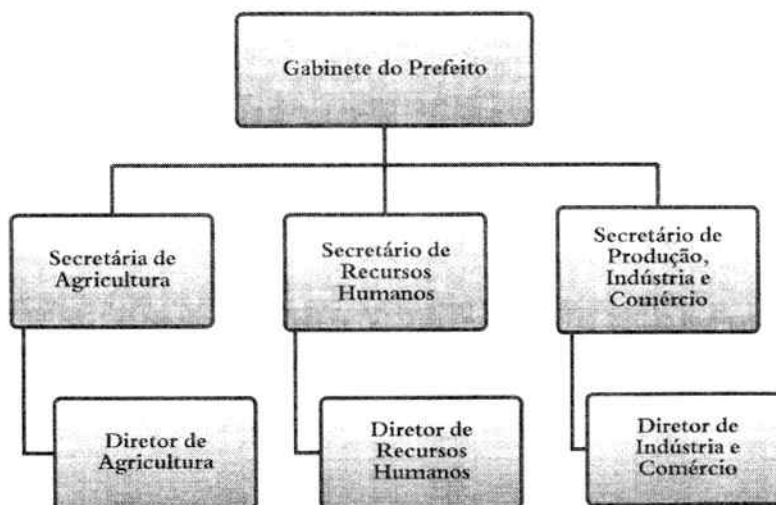 Gabinete do Prefeito
Secretária de
Agricultura
Secretário de
Recursos
Humanos
Secretário de
Produção,
Indústria e
Comércio
Diretor de
Agricultura
Diretor de
Recursos
Humanos
Diretor de
Indústria e
Comércio